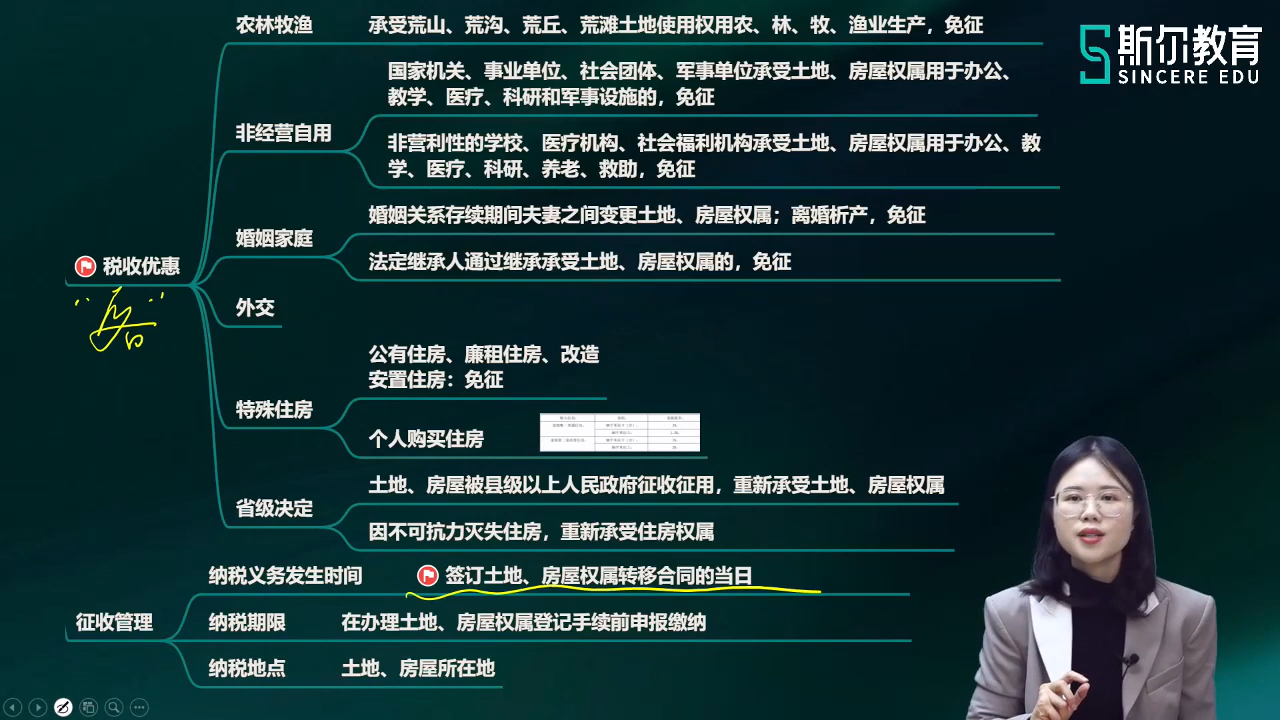 农林牧渔
承受荒山、荒沟、荒丘、荒滩土地使用权用农、林、牧、渔业生产，免征
斯尔教育
SINCERE EDU
国家机关、事业单位、社会团体、军事单位承受土地、房屋权属用于办公、
教学、医疗、科研和军事设施的，免征
非经营自用
非营利性的学校、医疗机构、社会福利机构承受土地、房屋权属用于办公、教
学、医疗、科研、养老、救助，免征
婚姻关系存续期间夫妻之间变更土地、房屋权属；离婚析产，免征
婚姻家庭
法定继承人通过继承承受土地、房屋权属的，免征
税收优惠
外交
公有住房、廉租住房、改造
安置住房：免征
特殊住房
个人购买住房
土地、房屋被县级以上人民政府征收征用，重新承受土地、房屋权属
省级决定
因不可抗力灭失住房，重新承受住房权属
纳税义务发生时间
签订土地、房屋权属转移合同的当日
征收管理
纳税期限
在办理土地、房屋权属登记手续前申报缴纳
纳税地点
土地、房屋所在地